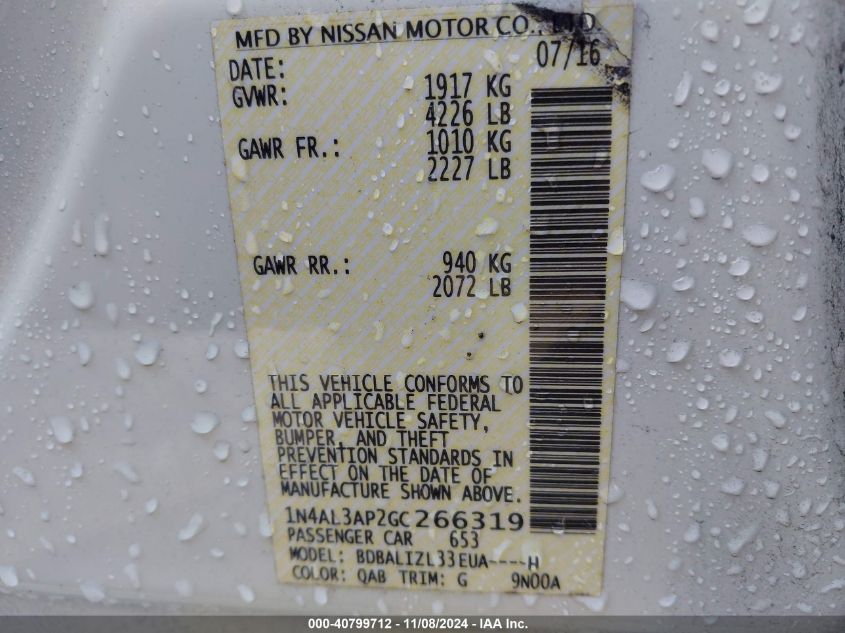 MFD BY NISSAN MOTOR CO., LTD.
DATE: 07/16
GVWR: 1917 KG
4226 LB
GAWR FR.: 1010 KG
2227 LB
GAWR RR.: 940 KG
2072 LB
THIS VEHICLE CONFORMS TO
ALL APPLICABLE FEDERAL
MOTOR VEHICLE SAFETY,
BUMPER, AND THEFT
PREVENTION STANDARDS IN
EFFECT ON THE DATE OF
MANUFACTURE SHOWN ABOVE.
1N4AL3AP2GC266319
PASSENGER CAR 653
MODEL: BDBALIZL33EUA----H
COLOR: QAB TRIM: G 9N00A
000-40799712 - 11/08/2024 - IAA Inc.